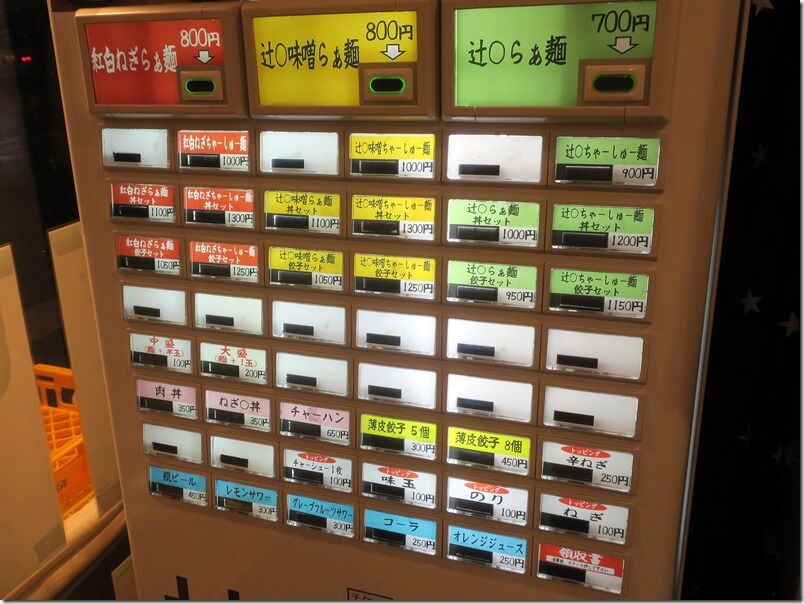 紅白ねぎらぁ麺 800円
辻〇味噌らぁ麺 800円
辻〇らぁ麺 700円
紅白ねぎちゃーしゅー麺 1000円
辻〇味噌ちゃーしゅー麺 1000円
辻〇ちゃーしゅー麺 900円
紅白ねぎらぁ麺
丼セット 1100円
紅白ねぎちゃーしゅー麺
丼セット 1300円
辻〇味噌らぁ麺
丼セット 1100円
辻〇味噌ちゃーしゅー麺
丼セット 1300円
辻〇らぁ麺
丼セット 1000円
辻〇ちゃーしゅー麺
丼セット 1200円
紅白ねぎらぁ麺
餃子セット 1050円
紅白ねぎちゃーしゅー麺
餃子セット 1250円
辻〇味噌らぁ麺
餃子セット 1050円
辻〇味噌ちゃーしゅー麺
餃子セット 1250円
辻〇らぁ麺
餃子セット 950円
辻〇ちゃーしゅー麺
餃子セット 1150円
中盛
(麺+半玉)
100円
大盛
(麺+1玉)
200円
肉丼
350円
ねぎ〇丼
350円
チャーハン
650円
薄皮餃子 5個
300円
薄皮餃子 8個
450円
トッピング
辛ねぎ
250円
トッピング
チャーシュー1枚
100円
トッピング
味玉
100円
トッピング
のり
100円
トッピング
ねぎ
100円
瓶ビール
450円
レモンサワー
300円
グレープフルーツサワー
300円
コーラ
250円
オレンジジュース
250円
領収書